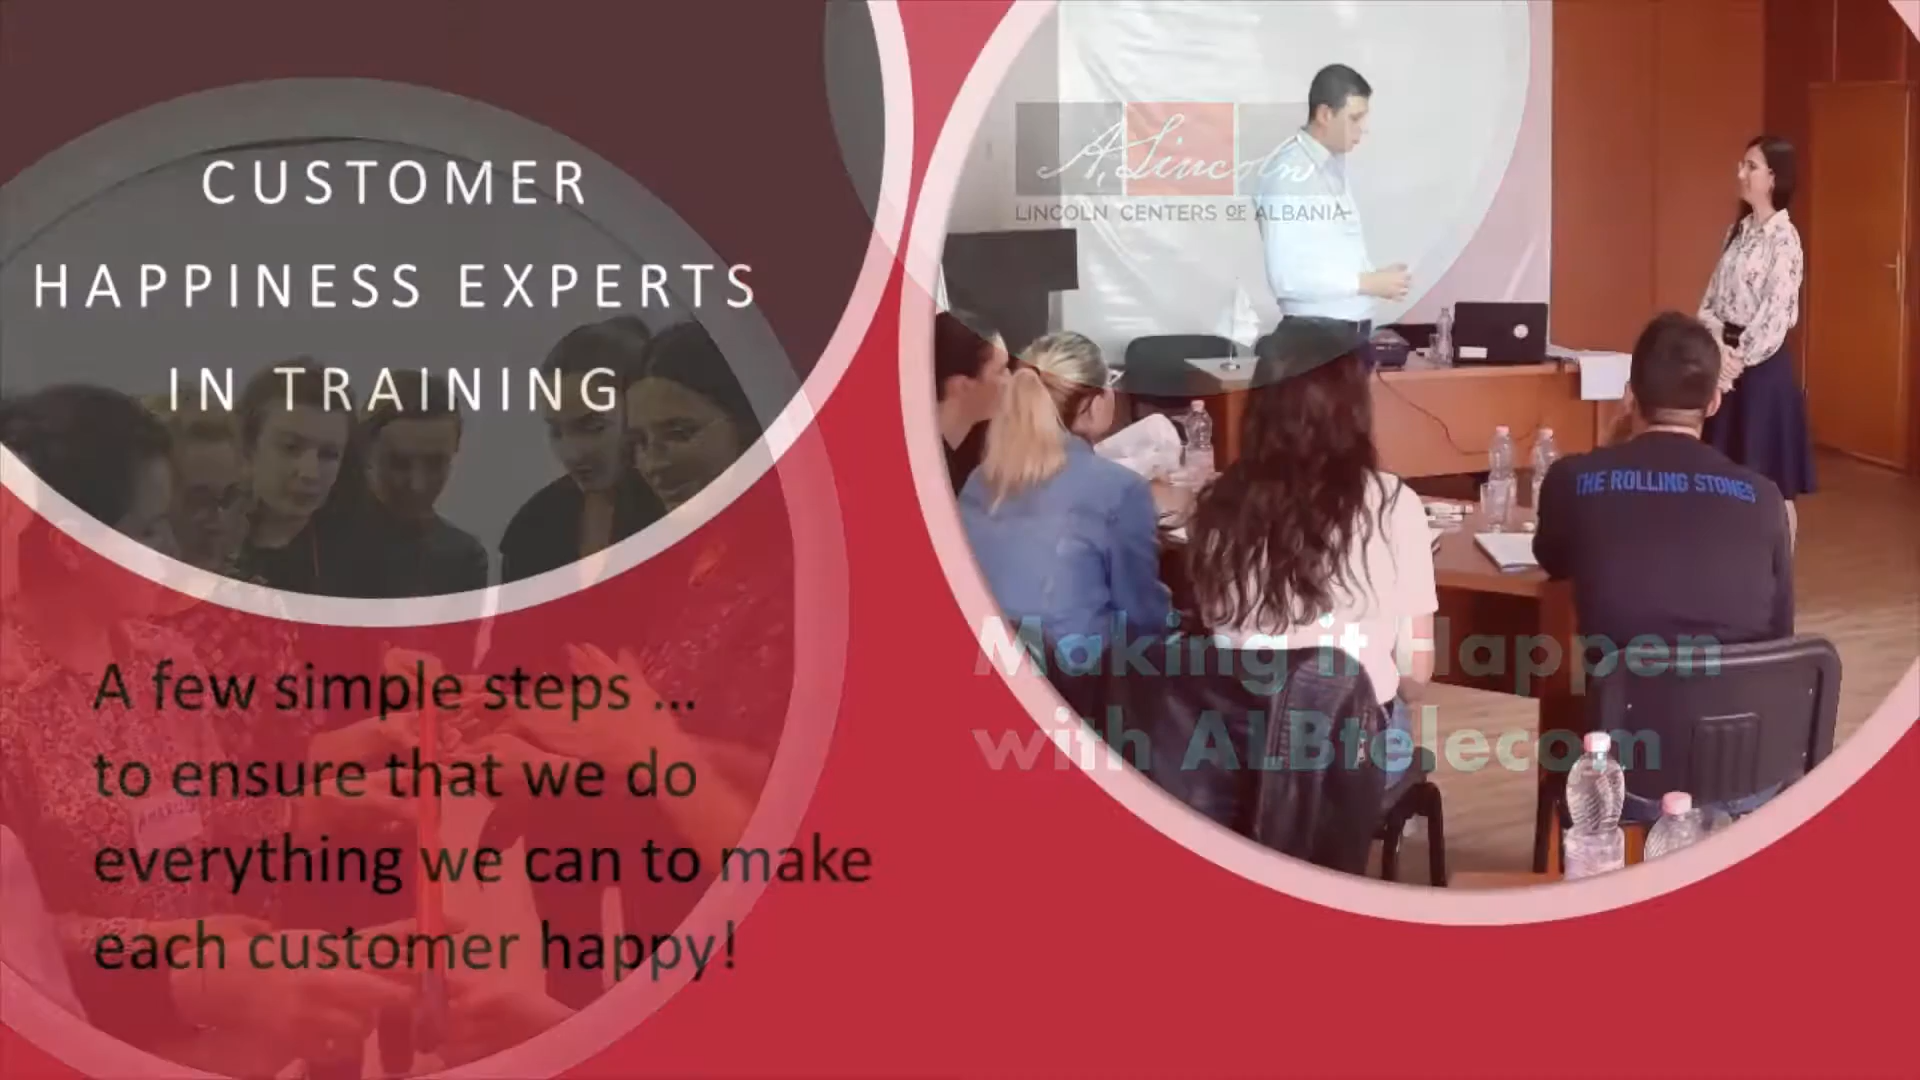 CUSTOMER
HAPPINESS EXPERTS
IN TRAINING
A few simple steps ...
to ensure that we do
everything we can to make
each customer happy!
A. Lincoln
LINCOLN CENTERS OF ALBANIA
THE ROLLING STONES
Making it Happen
with ALBtelecom